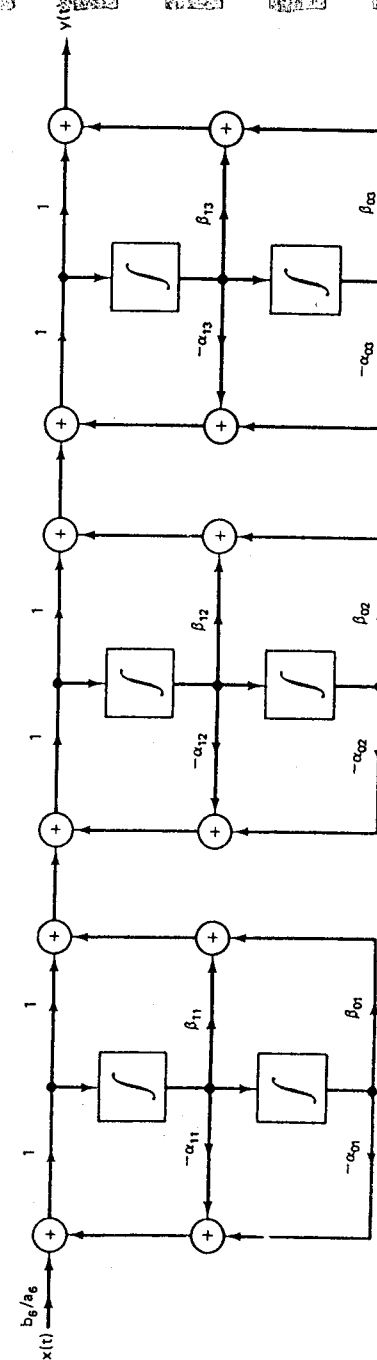 b₆/a₆
x(t)
1 1 1 1 1 1 y(t)
+ + + + + +
∫ ∫ ∫
-α₁₁ β₁₁ -α₁₂ β₁₂ -α₁₃ β₁₃
+ + + + + +
∫ ∫ ∫
-α₀₁ β₀₁ -α₀₂ β₀₂ -α₀₃ β₀₃